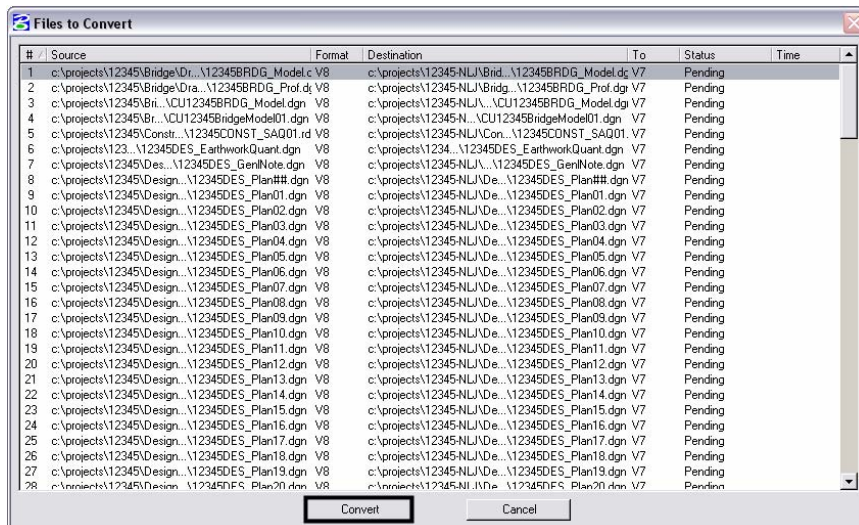 Files to Convert
# Source Format Destination To Status Time
1 c:\projects\12345\Bridge\Dr...\12345BRDG_Model.c V8 c:\projects\12345-NLJ\Brid...\12345BRDG_Model.dg V7 Pending
2 c:\projects\12345\Bridge\Dra...\12345BRDG_Prof.dg V8 c:\projects\12345-NLJ\Bridg...\12345BRDG_Prof.dgr V7 Pending
3 c:\projects\12345\Bri...\CU12345BRDG_Model.dgn V8 c:\projects\12345-NLJ\...\CU12345BRDG_Model.dgi V7 Pending
4 c:\projects\12345\Br...\CU12345BridgeModel01.dgn V8 c:\projects\12345-N...\CU12345BridgeModel01.dgn V7 Pending
5 c:\projects\12345\Constr...\12345CONST_SAQ01.rd V8 c:\projects\12345-NLJ\Con...\12345CONST_SAQ01. V7 Pending
6 c:\projects\123...\12345DES_EarthworkQuant.dgn V8 c:\projects\1234...\12345DES_EarthworkQuant.dgn V7 Pending
7 c:\projects\12345\Des...\12345DES_GenlNote.dgn V8 c:\projects\12345-NLJ\...\12345DES_GenlNote.dgn V7 Pending
8 c:\projects\12345\Design...\12345DES_Plan##.dgn V8 c:\projects\12345-NLJ\De...\12345DES_Plan##.dgn V7 Pending
9 c:\projects\12345\Design...\12345DES_Plan01.dgn V8 c:\projects\12345-NLJ\De...\12345DES_Plan01.dgn V7 Pending
10 c:\projects\12345\Design...\12345DES_Plan02.dgn V8 c:\projects\12345-NLJ\De...\12345DES_Plan02.dgn V7 Pending
11 c:\projects\12345\Design...\12345DES_Plan03.dgn V8 c:\projects\12345-NLJ\De...\12345DES_Plan03.dgn V7 Pending
12 c:\projects\12345\Design...\12345DES_Plan04.dgn V8 c:\projects\12345-NLJ\De...\12345DES_Plan04.dgn V7 Pending
13 c:\projects\12345\Design...\12345DES_Plan05.dgn V8 c:\projects\12345-NLJ\De...\12345DES_Plan05.dgn V7 Pending
14 c:\projects\12345\Design...\12345DES_Plan06.dgn V8 c:\projects\12345-NLJ\De...\12345DES_Plan06.dgn V7 Pending
15 c:\projects\12345\Design...\12345DES_Plan07.dgn V8 c:\projects\12345-NLJ\De...\12345DES_Plan07.dgn V7 Pending
16 c:\projects\12345\Design...\12345DES_Plan08.dgn V8 c:\projects\12345-NLJ\De...\12345DES_Plan08.dgn V7 Pending
17 c:\projects\12345\Design...\12345DES_Plan09.dgn V8 c:\projects\12345-NLJ\De...\12345DES_Plan09.dgn V7 Pending
18 c:\projects\12345\Design...\12345DES_Plan10.dgn V8 c:\projects\12345-NLJ\De...\12345DES_Plan10.dgn V7 Pending
19 c:\projects\12345\Design...\12345DES_Plan11.dgn V8 c:\projects\12345-NLJ\De...\12345DES_Plan11.dgn V7 Pending
20 c:\projects\12345\Design...\12345DES_Plan12.dgn V8 c:\projects\12345-NLJ\De...\12345DES_Plan12.dgn V7 Pending
21 c:\projects\12345\Design...\12345DES_Plan13.dgn V8 c:\projects\12345-NLJ\De...\12345DES_Plan13.dgn V7 Pending
22 c:\projects\12345\Design...\12345DES_Plan14.dgn V8 c:\projects\12345-NLJ\De...\12345DES_Plan14.dgn V7 Pending
23 c:\projects\12345\Design...\12345DES_Plan15.dgn V8 c:\projects\12345-NLJ\De...\12345DES_Plan15.dgn V7 Pending
24 c:\projects\12345\Design...\12345DES_Plan16.dgn V8 c:\projects\12345-NLJ\De...\12345DES_Plan16.dgn V7 Pending
25 c:\projects\12345\Design...\12345DES_Plan17.dgn V8 c:\projects\12345-NLJ\De...\12345DES_Plan17.dgn V7 Pending
26 c:\projects\12345\Design...\12345DES_Plan18.dgn V8 c:\projects\12345-NLJ\De...\12345DES_Plan18.dgn V7 Pending
27 c:\projects\12345\Design...\12345DES_Plan19.dgn V8 c:\projects\12345-NLJ\De...\12345DES_Plan19.dgn V7 Pending
28 c:\projects\12345\Design...\12345DES_Plan20.dgn V8 c:\projects\12345-NLJ\De...\12345DES_Plan20.dgn V7 Pending
Convert Cancel